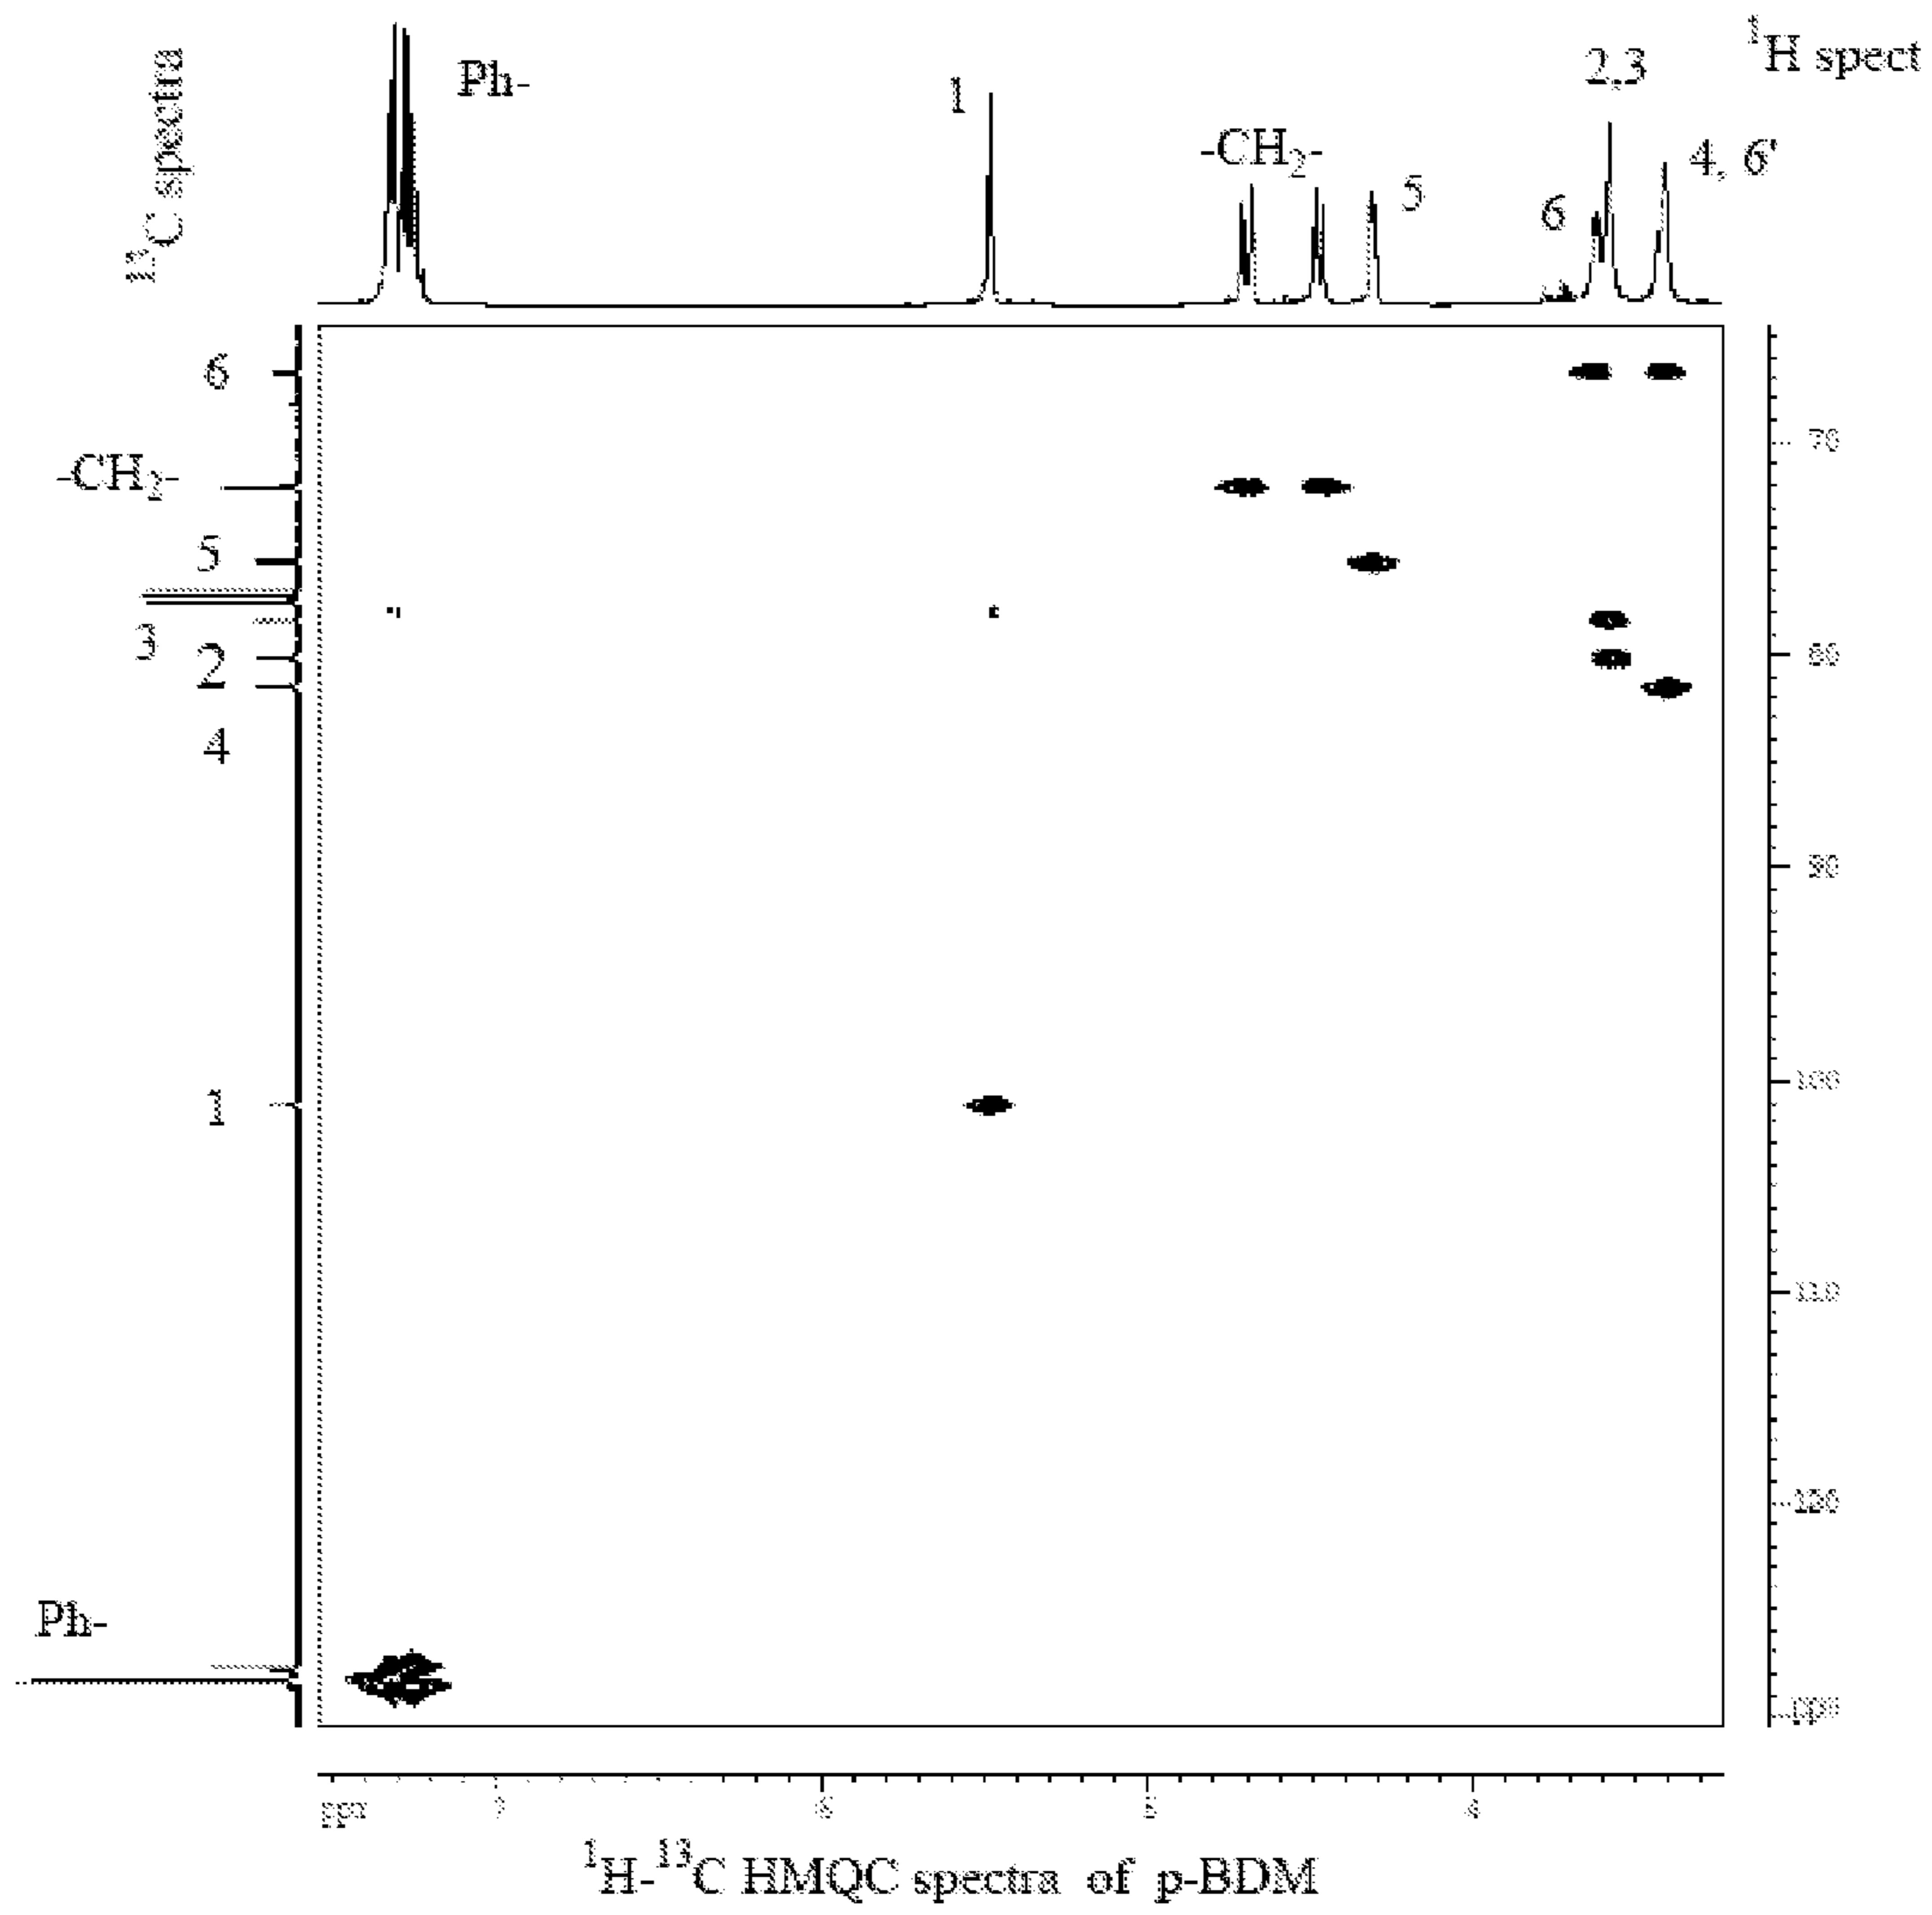 ¹H spect
¹³C spectra
Ph-
1
-CH₂-
5
6
2,3
4, 6'
6
-CH₂-
5
3
2
4
1
Ph-
70
80
90
100
110
120
ppm
ppm
7
6
5
4
¹H-¹³C HMQC spectra of p-BDM